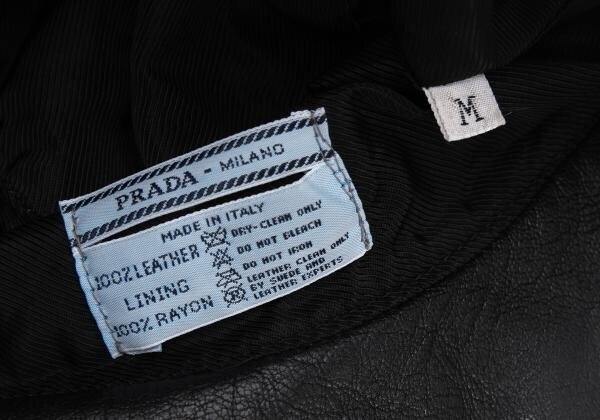 PRADA - MILANO
MADE IN ITALY
100% LEATHER
LINING
100% RAYON
DRY-CLEAN ONLY
DO NOT BLEACH
DO NOT IRON
LEATHER CLEAN ONLY
BY SUEDE AND
LEATHER EXPERTS
M